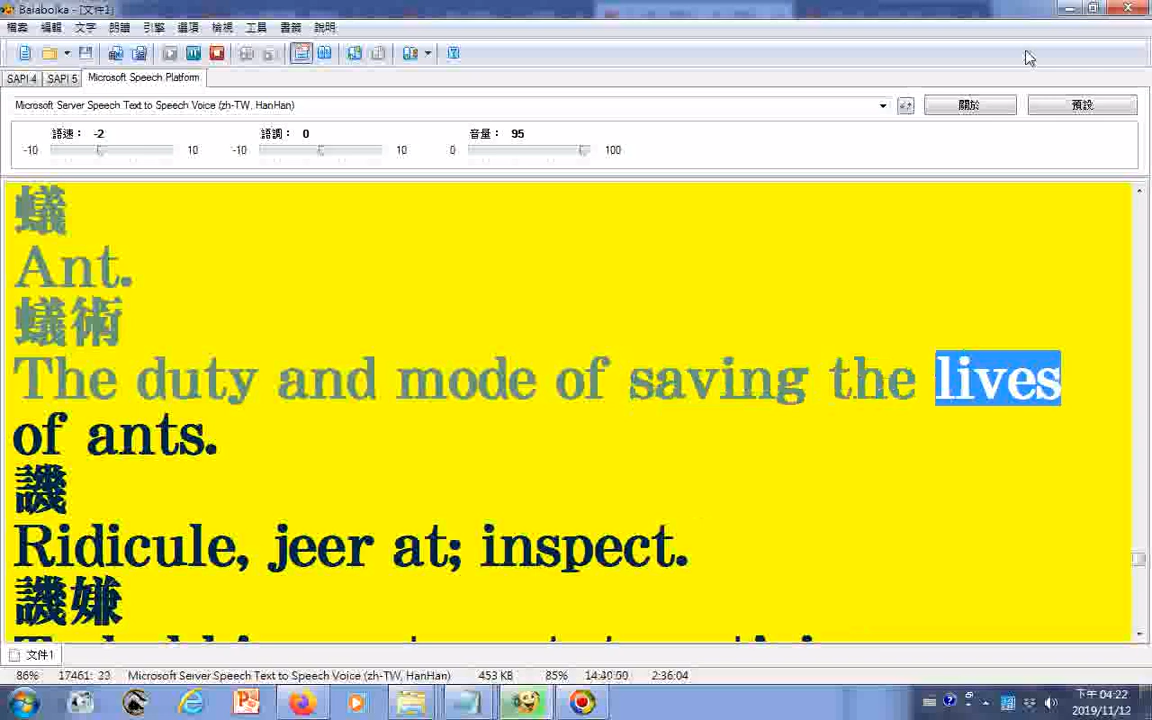 Balabolka - [文件1]
檔案 編輯 文字 朗讀 引擎 選項 檢視 工具 書籤 說明
SAPI 4 SAPI 5 Microsoft Speech Platform
Microsoft Server Speech Text to Speech Voice (zh-TW, HanHan) 關於 預設
語速： -2 語調： 0 音量： 95
-10 10 -10 10 0 100
蟻
Ant.
蟻術
The duty and mode of saving the lives
of ants.
譏
Ridicule, jeer at; inspect.
譏嫌
文件1
86% 17461: 23 Microsoft Server Speech Text to Speech Voice (zh-TW, HanHan) 453 KB 85% 14:40:50 2:36:04
下午 04:22
2019/11/12